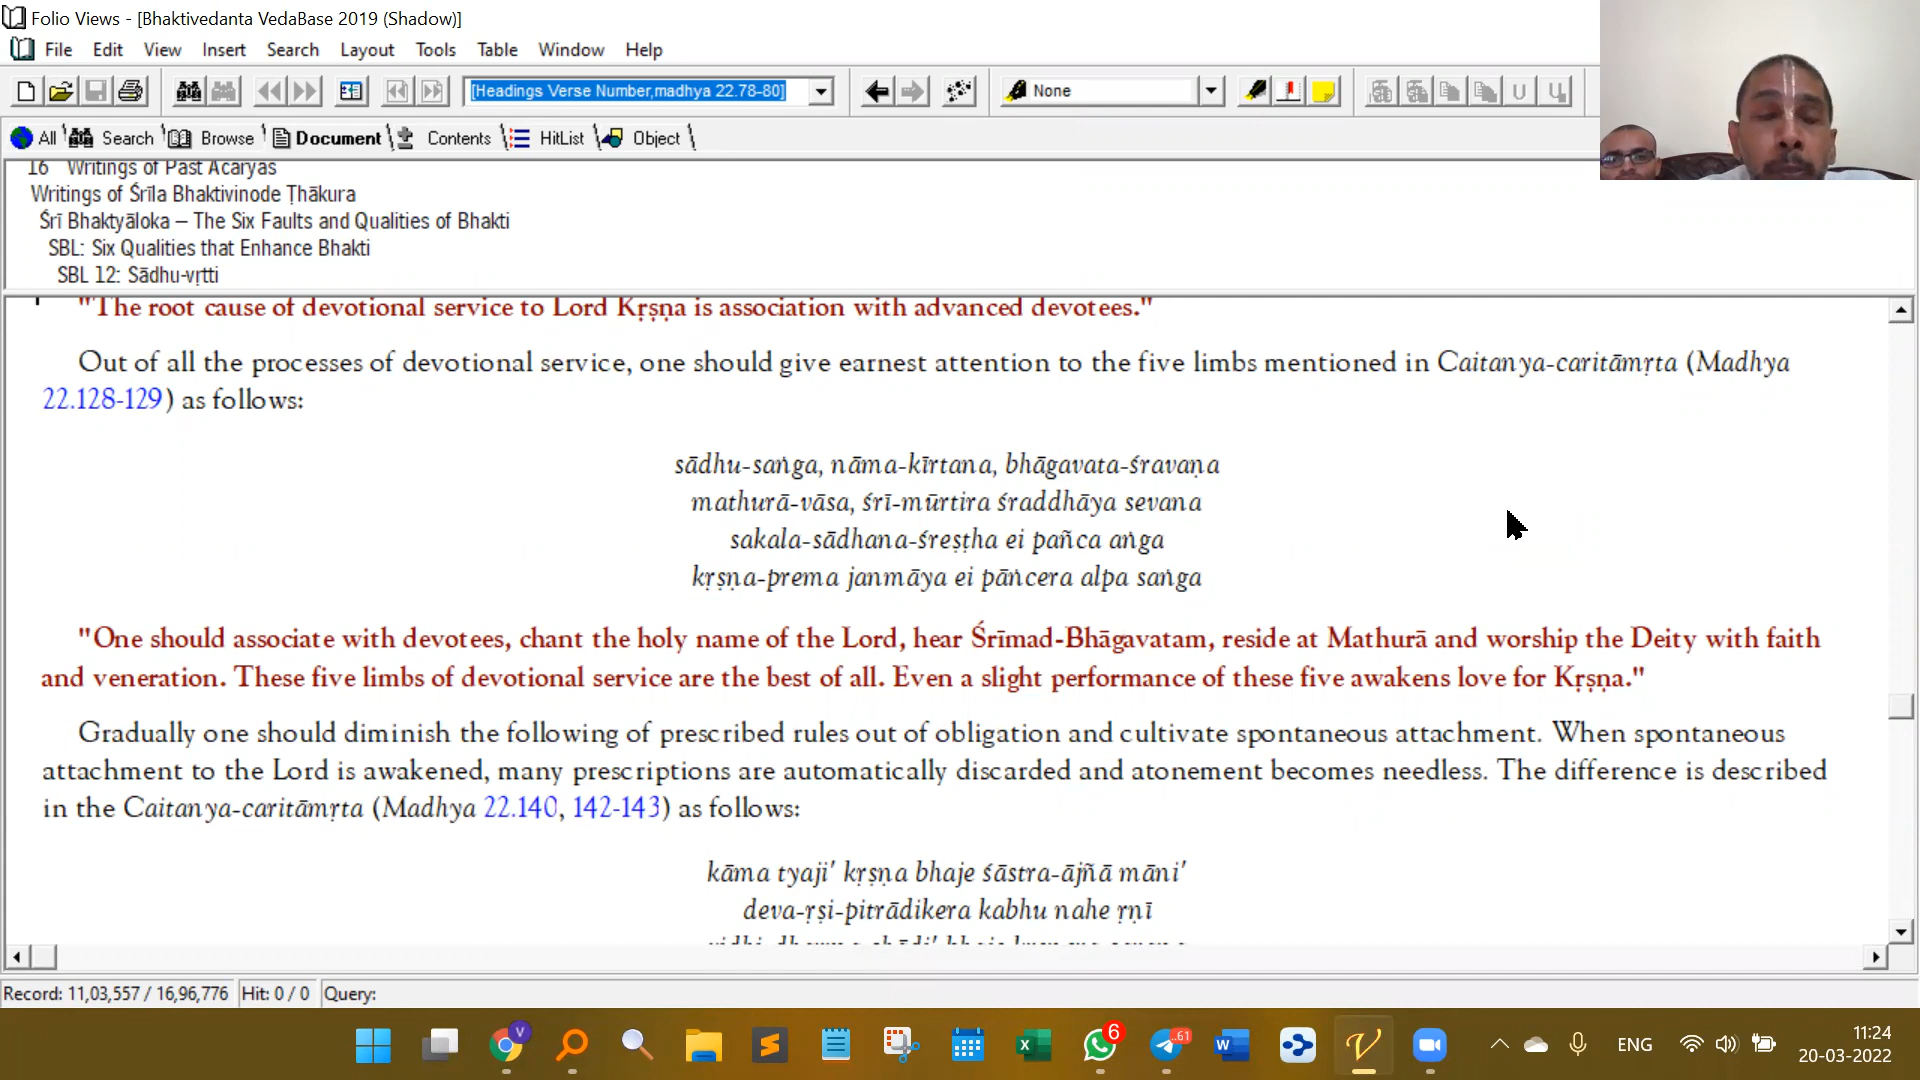 Folio Views - [Bhaktivedanta VedaBase 2019 (Shadow)]
File Edit View Insert Search Layout Tools Table Window Help
[Headings Verse Number,madhya 22.78-80] None
All Search Browse Document Contents HitList Object
16 Writings of Past Ācāryas
Writings of Śrīla Bhaktivinode Ṭhākura
Śrī Bhaktyāloka – The Six Faults and Qualities of Bhakti
SBL: Six Qualities that Enhance Bhakti
SBL 12: Sādhu-vṛtti
"The root cause of devotional service to Lord Kṛṣṇa is association with advanced devotees."
Out of all the processes of devotional service, one should give earnest attention to the five limbs mentioned in Caitanya-caritāmṛta (Madhya
22.128-129) as follows:
sādhu-saṅga, nāma-kīrtana, bhāgavata-śravaṇa
mathurā-vāsa, śrī-mūrtira śraddhāya sevana
sakala-sādhana-śreṣṭha ei pañca aṅga
kṛṣṇa-prema janmāya ei pāṅcera alpa saṅga
"One should associate with devotees, chant the holy name of the Lord, hear Śrīmad-Bhāgavatam, reside at Mathurā and worship the Deity with faith
and veneration. These five limbs of devotional service are the best of all. Even a slight performance of these five awakens love for Kṛṣṇa."
Gradually one should diminish the following of prescribed rules out of obligation and cultivate spontaneous attachment. When spontaneous
attachment to the Lord is awakened, many prescriptions are automatically discarded and atonement becomes needless. The difference is described
in the Caitanya-caritāmṛta (Madhya 22.140, 142-143) as follows:
kāma tyaji' kṛṣṇa bhaje śāstra-ājñā māni'
deva-ṛṣi-pitrādikera kabhu nahe ṛṇī
Record: 11,03,557 / 16,96,776 Hit: 0 / 0 Query:
V 6 61
ENG 11:24
20-03-2022